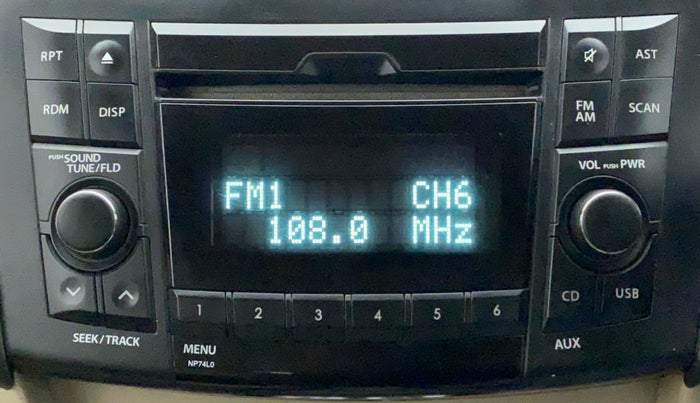 RPT
AST
RDM
DISP
FM
AM
SCAN
PUSH SOUND
TUNE/FLD
VOL PUSH PWR
FM1 CH6
108.0 MHz
CD
USB
1 2 3 4 5 6
SEEK/TRACK
MENU
AUX
NP74L0